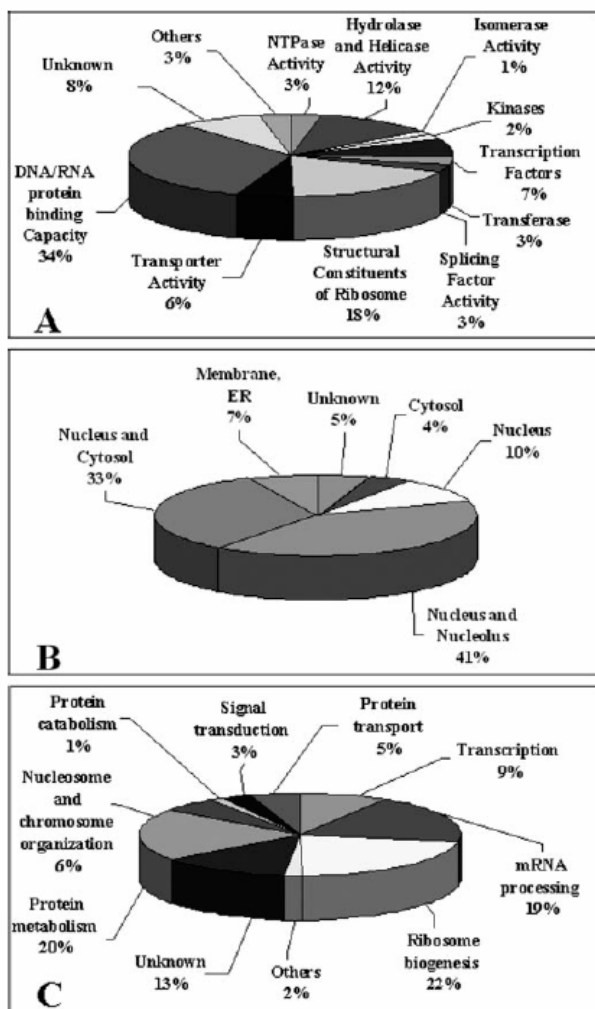 Others
3%
NTPase
Activity
3%
Hydrolase
and Helicase
Activity
12%
Isomerase
Activity
1%
Unknown
8%
Kinases
2%
Transcription
Factors
7%
DNA/RNA
protein
binding
Capacity
34%
Transferase
3%
Transporter
Activity
6%
Structural
Constituents
of Ribosome
18%
Splicing
Factor
Activity
3%
A
Membrane,
ER
7%
Unknown
5%
Cytosol
4%
Nucleus
10%
Nucleus and
Cytosol
33%
Nucleus and
Nucleolus
41%
B
Protein
catabolism
1%
Signal
transduction
3%
Protein
transport
5%
Transcription
9%
Nucleosome
and
chromosome
organization
6%
mRNA
processing
19%
Protein
metabolism
20%
Unknown
13%
Others
2%
Ribosome
biogenesis
22%
C